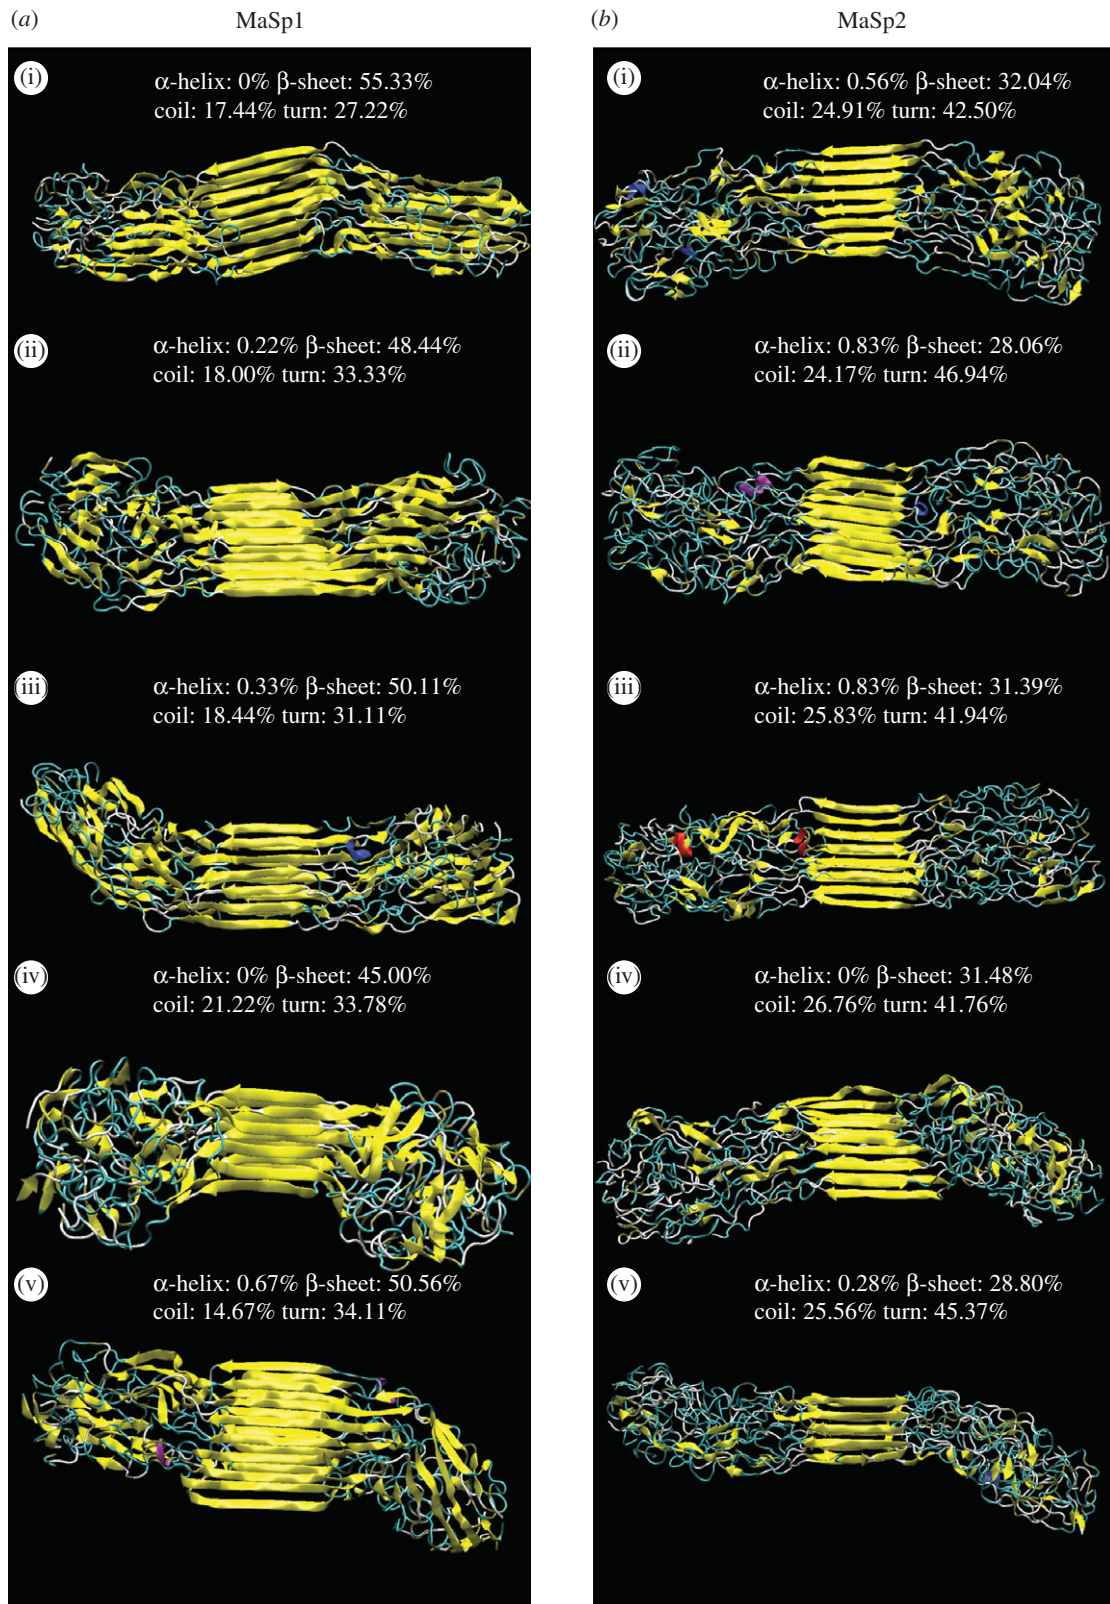 (a) MaSp1
(i)
α-helix: 0% β-sheet: 55.33%
coil: 17.44% turn: 27.22%
(ii)
α-helix: 0.22% β-sheet: 48.44%
coil: 18.00% turn: 33.33%
(iii)
α-helix: 0.33% β-sheet: 50.11%
coil: 18.44% turn: 31.11%
(iv)
α-helix: 0% β-sheet: 45.00%
coil: 21.22% turn: 33.78%
(v)
α-helix: 0.67% β-sheet: 50.56%
coil: 14.67% turn: 34.11%
(b) MaSp2
(i)
α-helix: 0.56% β-sheet: 32.04%
coil: 24.91% turn: 42.50%
(ii)
α-helix: 0.83% β-sheet: 28.06%
coil: 24.17% turn: 46.94%
(iii)
α-helix: 0.83% β-sheet: 31.39%
coil: 25.83% turn: 41.94%
(iv)
α-helix: 0% β-sheet: 31.48%
coil: 26.76% turn: 41.76%
(v)
α-helix: 0.28% β-sheet: 28.80%
coil: 25.56% turn: 45.37%